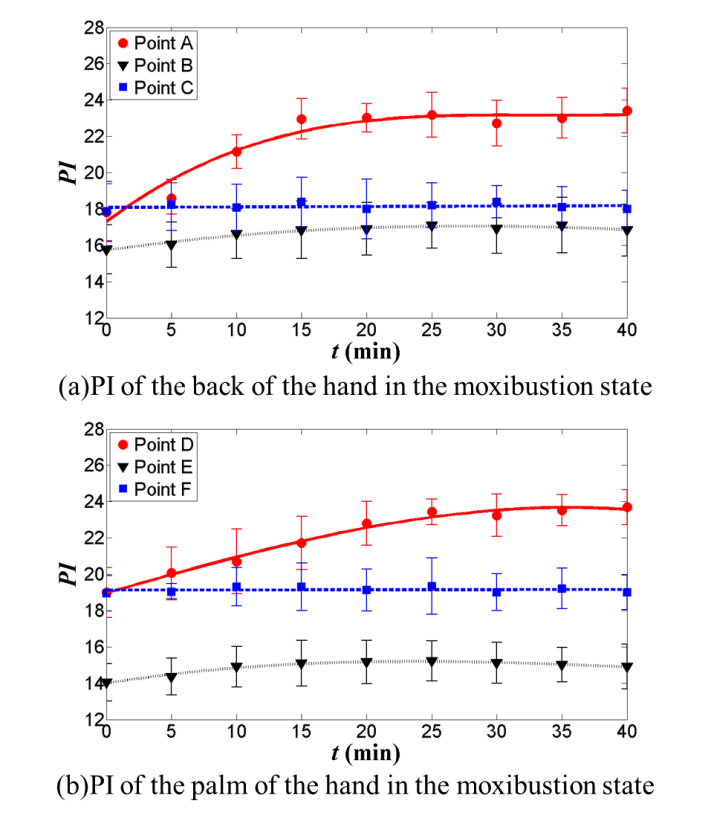 28
26
24
22
20
18
16
14
12
PI
Point A
Point B
Point C
0 5 10 15 20 25 30 35 40
t (min)
(a)PI of the back of the hand in the moxibustion state
28
26
24
22
20
18
16
14
12
PI
Point D
Point E
Point F
0 5 10 15 20 25 30 35 40
t (min)
(b)PI of the palm of the hand in the moxibustion state